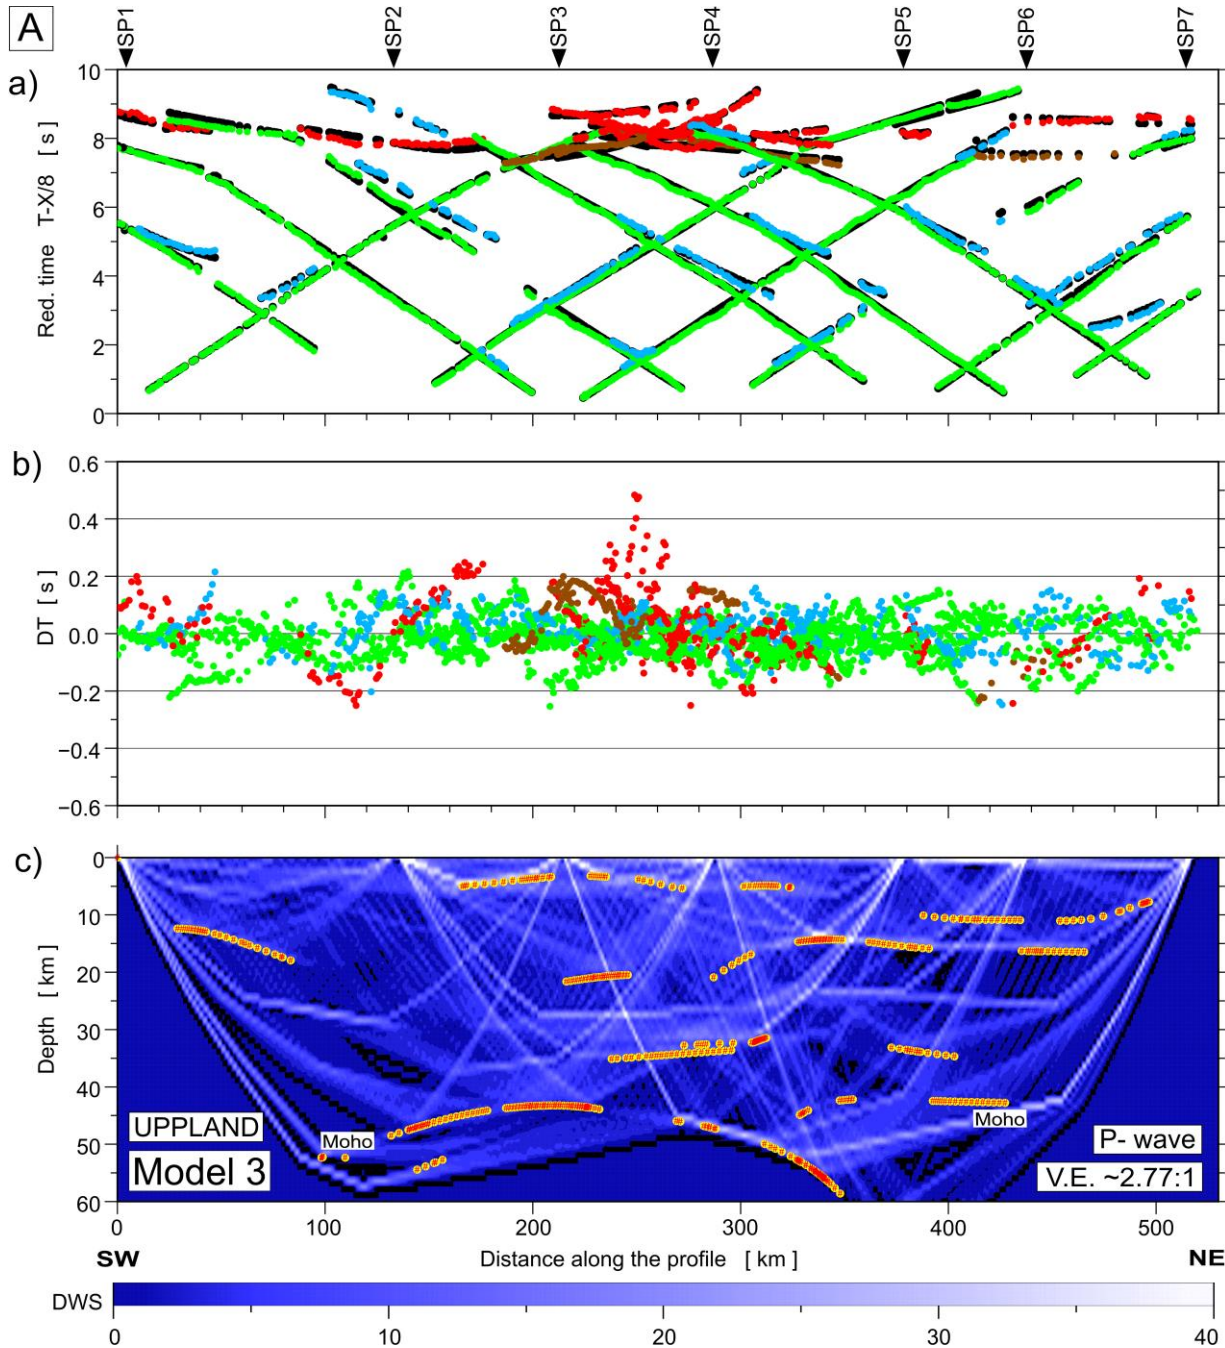 A
SP1
SP2
SP3
SP4
SP5
SP6
SP7
a)
10
8
6
4
2
0
Red. time T-X/8 [ s ]
b)
0.6
0.4
0.2
0.0
−0.2
−0.4
−0.6
DT [ s ]
c)
0
10
20
30
40
50
60
Depth [ km ]
UPPLAND
Model 3
Moho
Moho
P- wave
V.E. ~2.77:1
0 100 200 300 400 500
SW Distance along the profile [ km ] NE
DWS
0 10 20 30 40